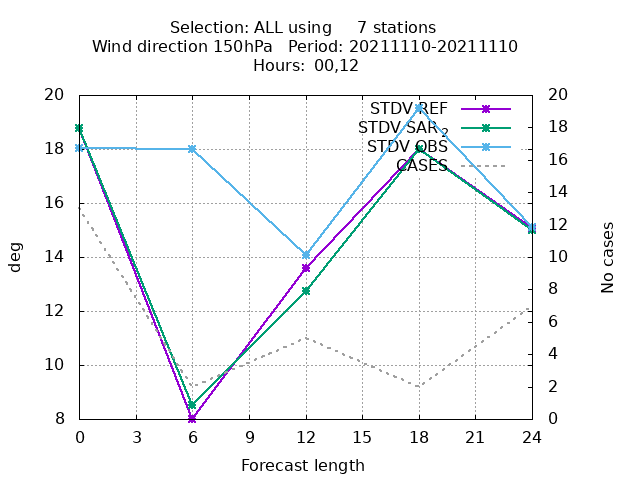 Selection: ALL using 7 stations
Wind direction 150hPa Period: 20211110-20211110
Hours: 00,12
20 20
STDV REF
STDV SAR 2 18
18 STDV OBS
CASES 16
16 14
12
14 10
deg No cases
12 8
6
10 4
2
8 0
0 3 6 9 12 15 18 21 24
Forecast length